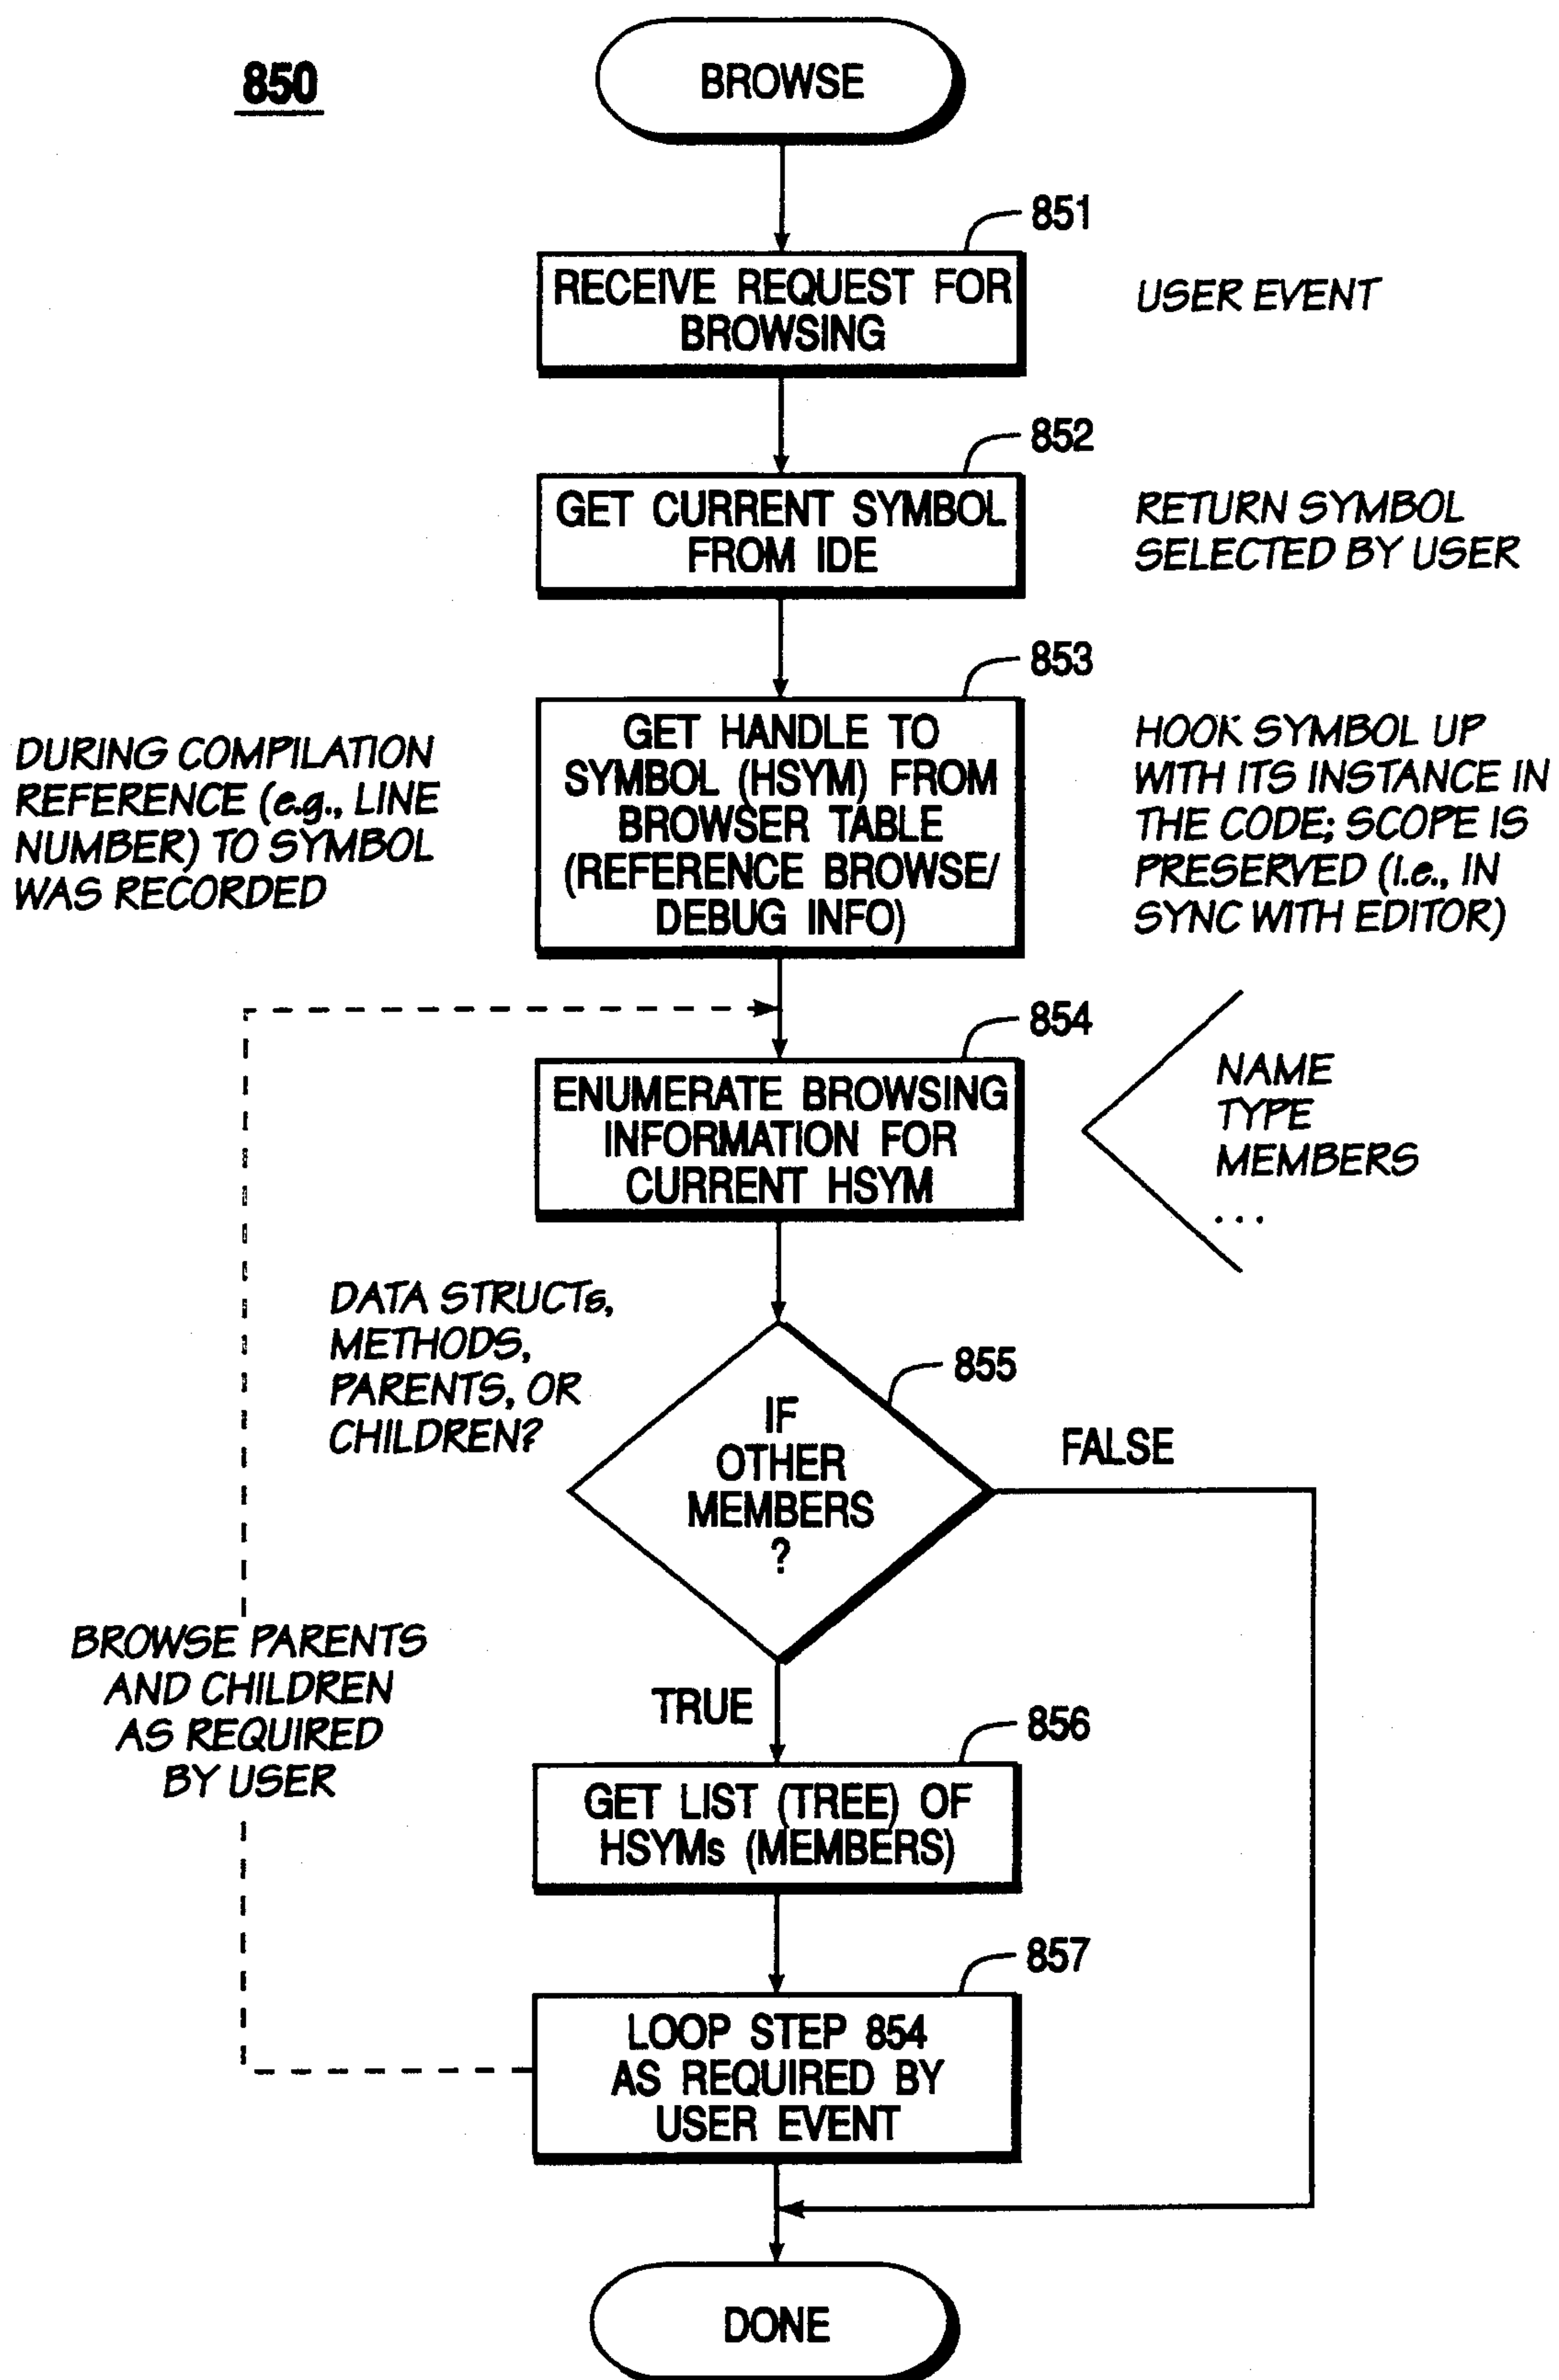 850
BROWSE
851
RECEIVE REQUEST FOR
BROWSING
USER EVENT
852
GET CURRENT SYMBOL
FROM IDE
RETURN SYMBOL
SELECTED BY USER
853
DURING COMPILATION
REFERENCE (e.g., LINE
NUMBER) TO SYMBOL
WAS RECORDED
GET HANDLE TO
SYMBOL (HSYM) FROM
BROWSER TABLE
(REFERENCE BROWSE/
DEBUG INFO)
HOOK SYMBOL UP
WITH ITS INSTANCE IN
THE CODE; SCOPE IS
PRESERVED (i.e., IN
SYNC WITH EDITOR)
854
ENUMERATE BROWSING
INFORMATION FOR
CURRENT HSYM
NAME
TYPE
MEMBERS
...
DATA STRUCTs,
METHODS,
PARENTS, OR
CHILDREN?
855
IF
OTHER
MEMBERS
?
FALSE
BROWSE PARENTS
AND CHILDREN
AS REQUIRED
BY USER
TRUE
856
GET LIST (TREE) OF
HSYMs (MEMBERS)
857
LOOP STEP 854
AS REQUIRED BY
USER EVENT
DONE